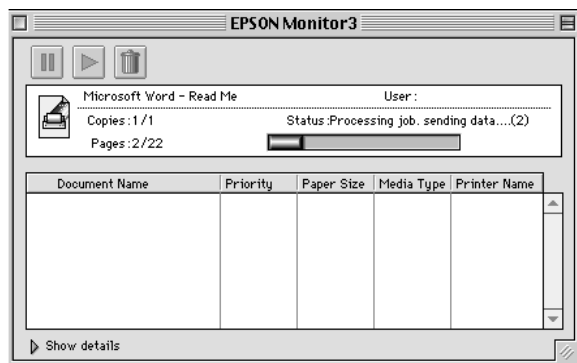 EPSON Monitor3
Microsoft Word - Read Me User :
Copies :1 /1 Status :Processing job. sending data....(2)
Pages :2/22
Document Name Priority Paper Size Media Type Printer Name
Show details